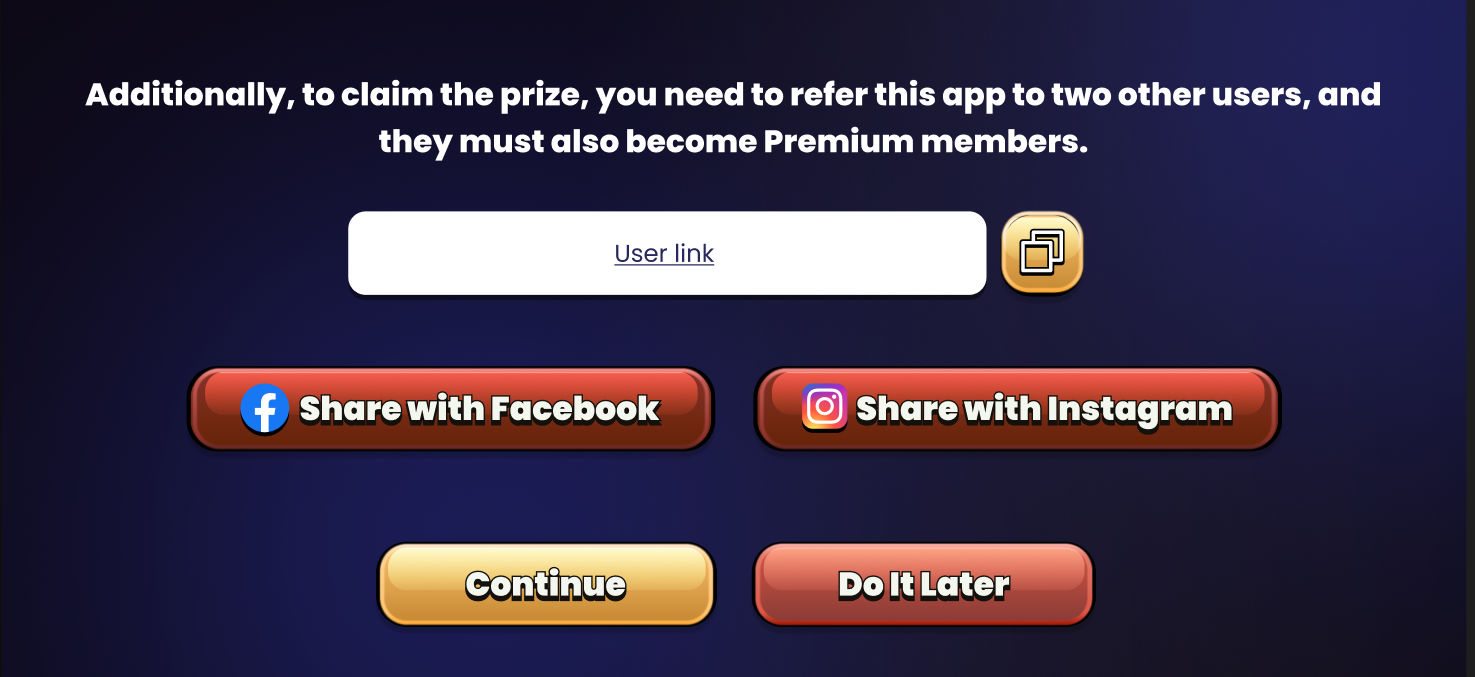 Additionally, to claim the prize, you need to refer this app to two other users, and
they must also become Premium members.
User link
Share with Facebook
Share with Instagram
Continue
Do It Later